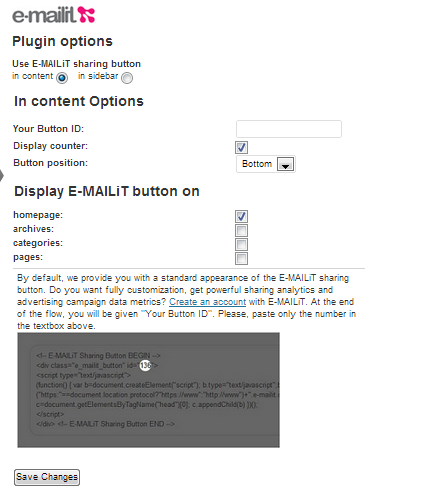 e-mailit
Plugin options
Use E-MAILiT sharing button
in content in sidebar
In content Options
Your Button ID:
Display counter:
Button position: Bottom
Display E-MAILiT button on
homepage:
archives:
categories:
pages:
By default, we provide you with a standard appearance of the E-MAILiT sharing
button. Do you want fully customization, get powerful sharing analytics and
advertising campaign data metrics? Create an account with E-MAILiT. At the end
of the flow, you will be given "Your Button ID". Please, paste only the number in
the textbox above.
<!-- E-MAILiT Sharing Button BEGIN -->
<div class="e_mailit_button" id="136">
<script type="text/javascript">
(function() { var b=document.createElement("script"); b.type="text/javascript";
("https:"==document.location.protocol?"https://www":"http://www")+".e-mailit.
c=document.getElementsByTagName("head")[0]; c.appendChild(b) })();
</script>
</div> <!-- E-MAILiT Sharing Button END -->
Save Changes